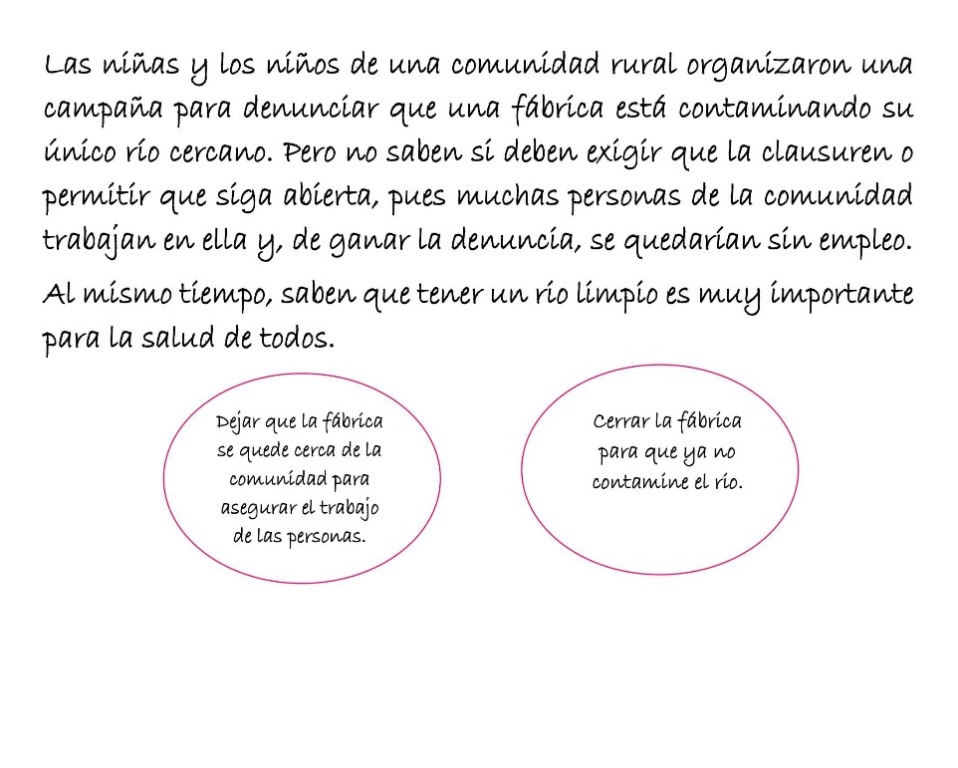 Las niñas y los niños de una comunidad rural organizaron una
campaña para denunciar que una fábrica está contaminando su
único río cercano. Pero no saben si deben exigir que la clausuren o
permitir que siga abierta, pues muchas personas de la comunidad
trabajan en ella y, de ganar la denuncia, se quedarían sin empleo.
Al mismo tiempo, saben que tener un río limpio es muy importante
para la salud de todos.
Dejar que la fábrica
se quede cerca de la
comunidad para
asegurar el trabajo
de las personas.
Cerrar la fábrica
para que ya no
contamine el río.